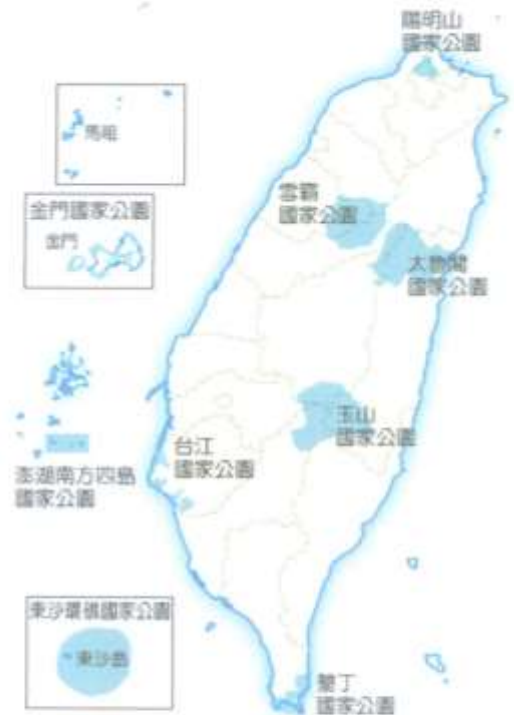 陽明山
國家公園
馬祖
雪霸
國家公園
金門國家公園
金門
太魯閣
國家公園
玉山
國家公園
台江
國家公園
澎湖南方四島
國家公園
東沙環礁國家公園
東沙島
墾丁
國家公園